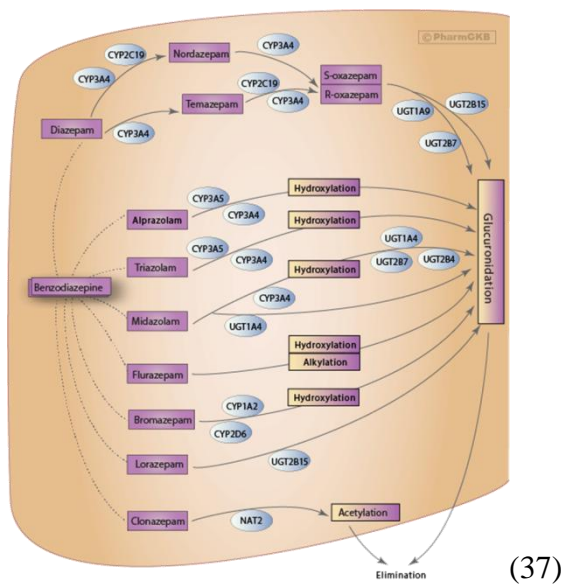 © PharmGKB
Nordazepam
CYP3A4
CYP2C19
CYP3A4
S-oxazepam
R-oxazepam
Temazepam
CYP2C19
CYP3A4
UGT1A9
UGT2B15
UGT2B7
Diazepam
CYP3A4
Alprazolam
CYP3A5
CYP3A4
Hydroxylation
Triazolam
CYP3A5
CYP3A4
Hydroxylation
UGT1A4
UGT2B7
UGT2B4
Glucuronidation
Hydroxylation
Benzodiazepine
Midazolam
CYP3A4
UGT1A4
Flurazepam
Hydroxylation
Alkylation
Bromazepam
CYP1A2
CYP2D6
Hydroxylation
Lorazepam
UGT2B15
Clonazepam
NAT2
Acetylation
Elimination
(37)